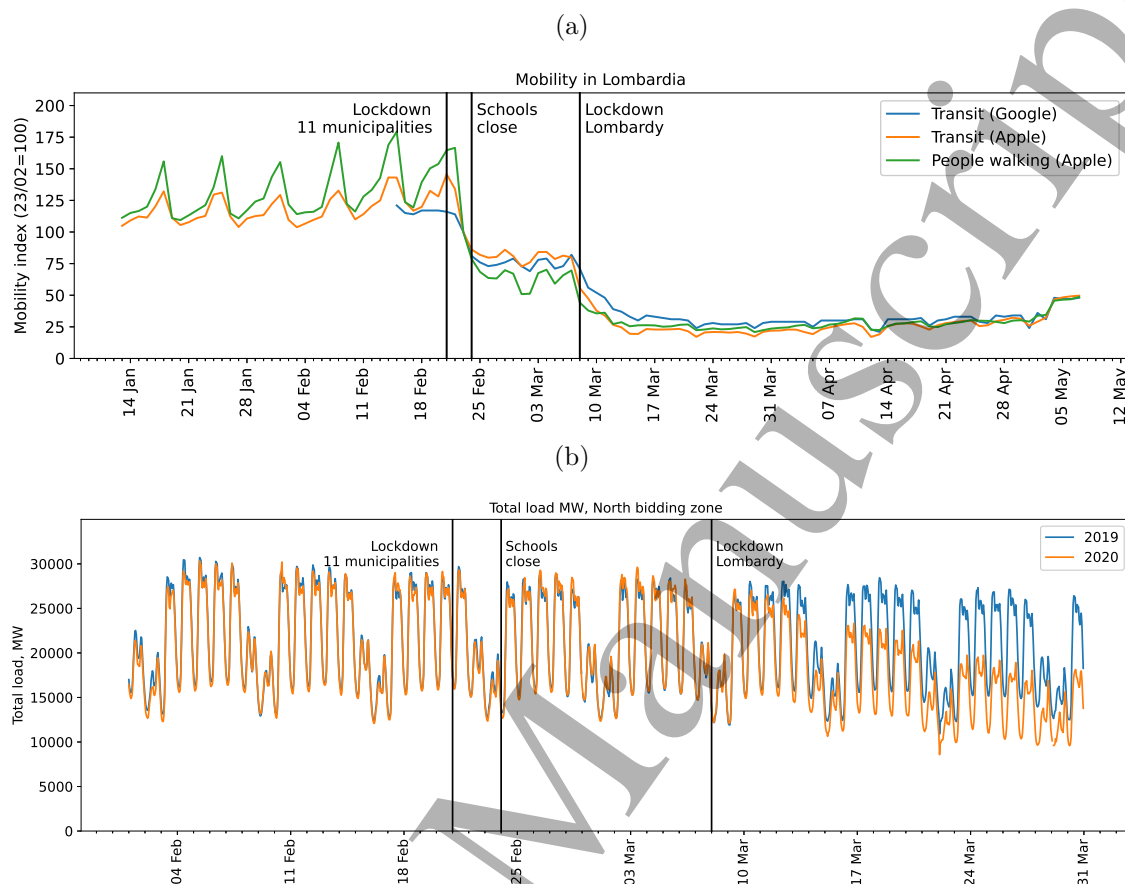 (a)
Mobility in Lombardia
Mobility index (23/02=100)
200
175
150
125
100
75
50
25
0
Lockdown
11 municipalities
Schools
close
Lockdown
Lombardy
Transit (Google)
Transit (Apple)
People walking (Apple)
14 Jan
21 Jan
28 Jan
04 Feb
11 Feb
18 Feb
25 Feb
03 Mar
10 Mar
17 Mar
24 Mar
31 Mar
07 Apr
14 Apr
21 Apr
28 Apr
05 May
12 May
(b)
Total load MW, North bidding zone
Total load, MW
30000
25000
20000
15000
10000
5000
0
Lockdown
11 municipalities
Schools
close
Lockdown
Lombardy
2019
2020
04 Feb
11 Feb
18 Feb
25 Feb
03 Mar
10 Mar
17 Mar
24 Mar
31 Mar
Manuscrip